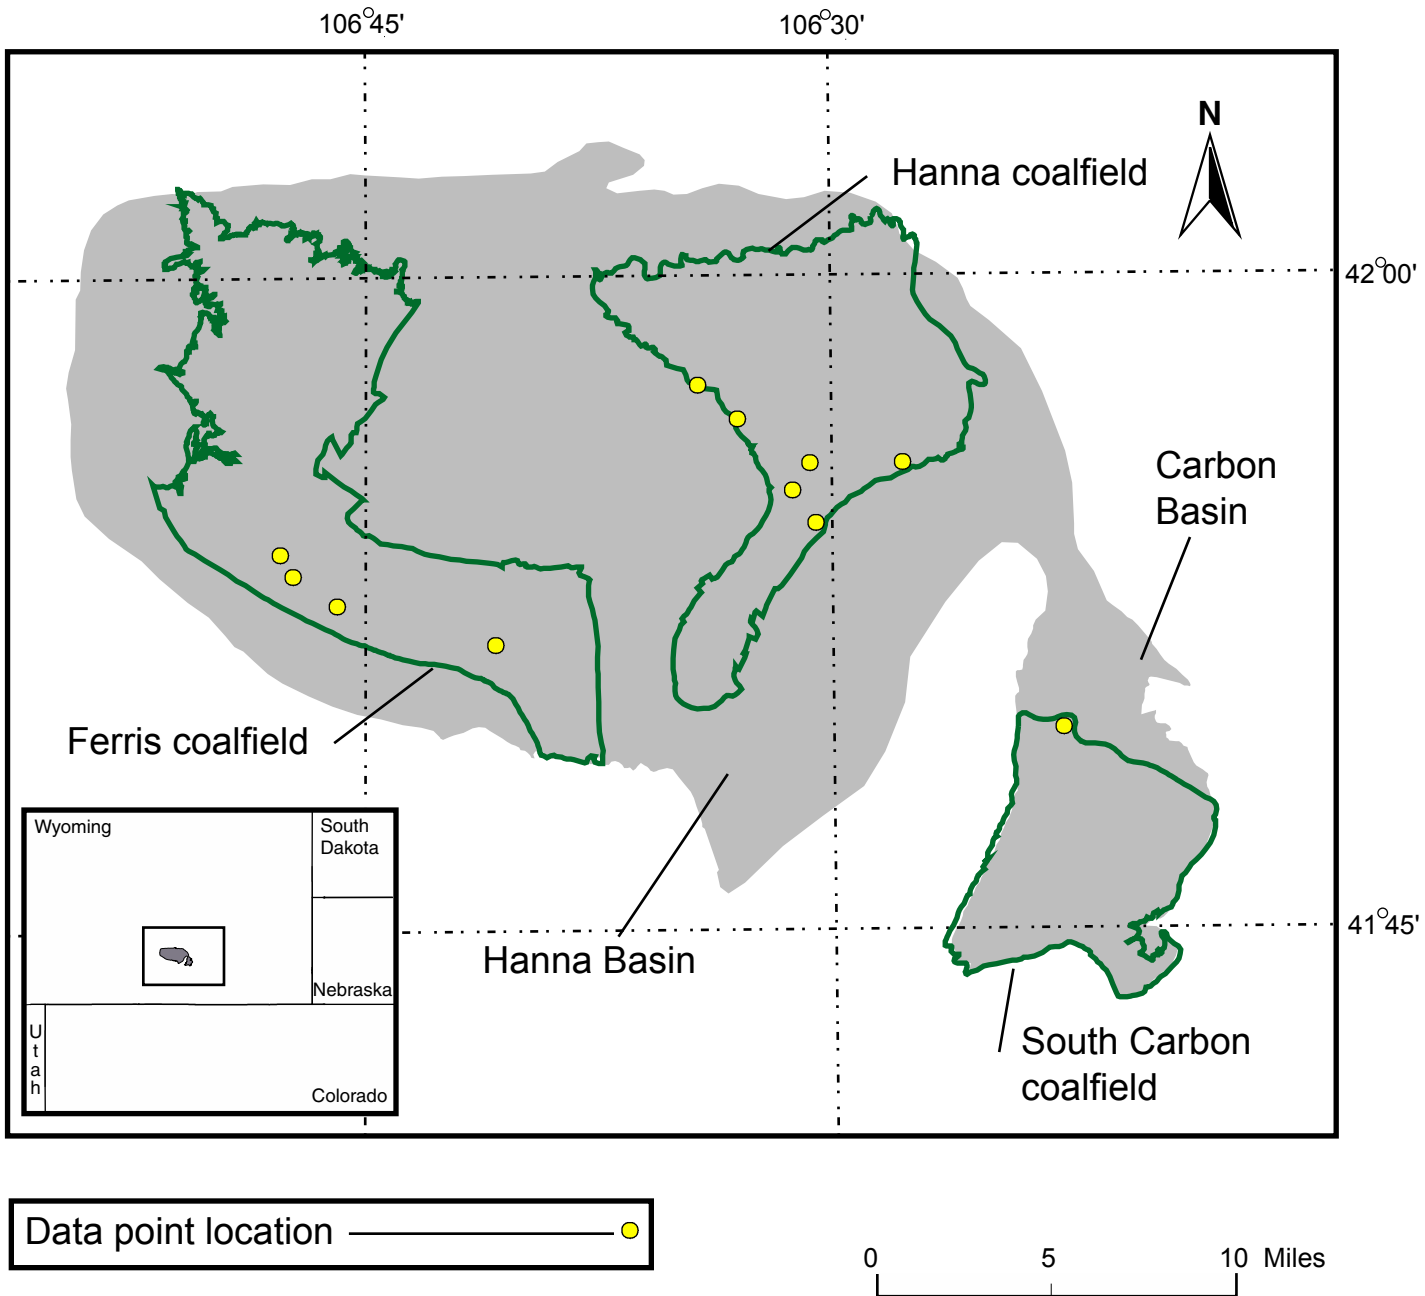 106°45'
106°30'
N
Hanna coalfield
42°00'
Carbon
Basin
Ferris coalfield
Wyoming
South
Dakota
Nebraska
Utah
Colorado
Hanna Basin
41°45'
South Carbon
coalfield
Data point location
0 5 10 Miles